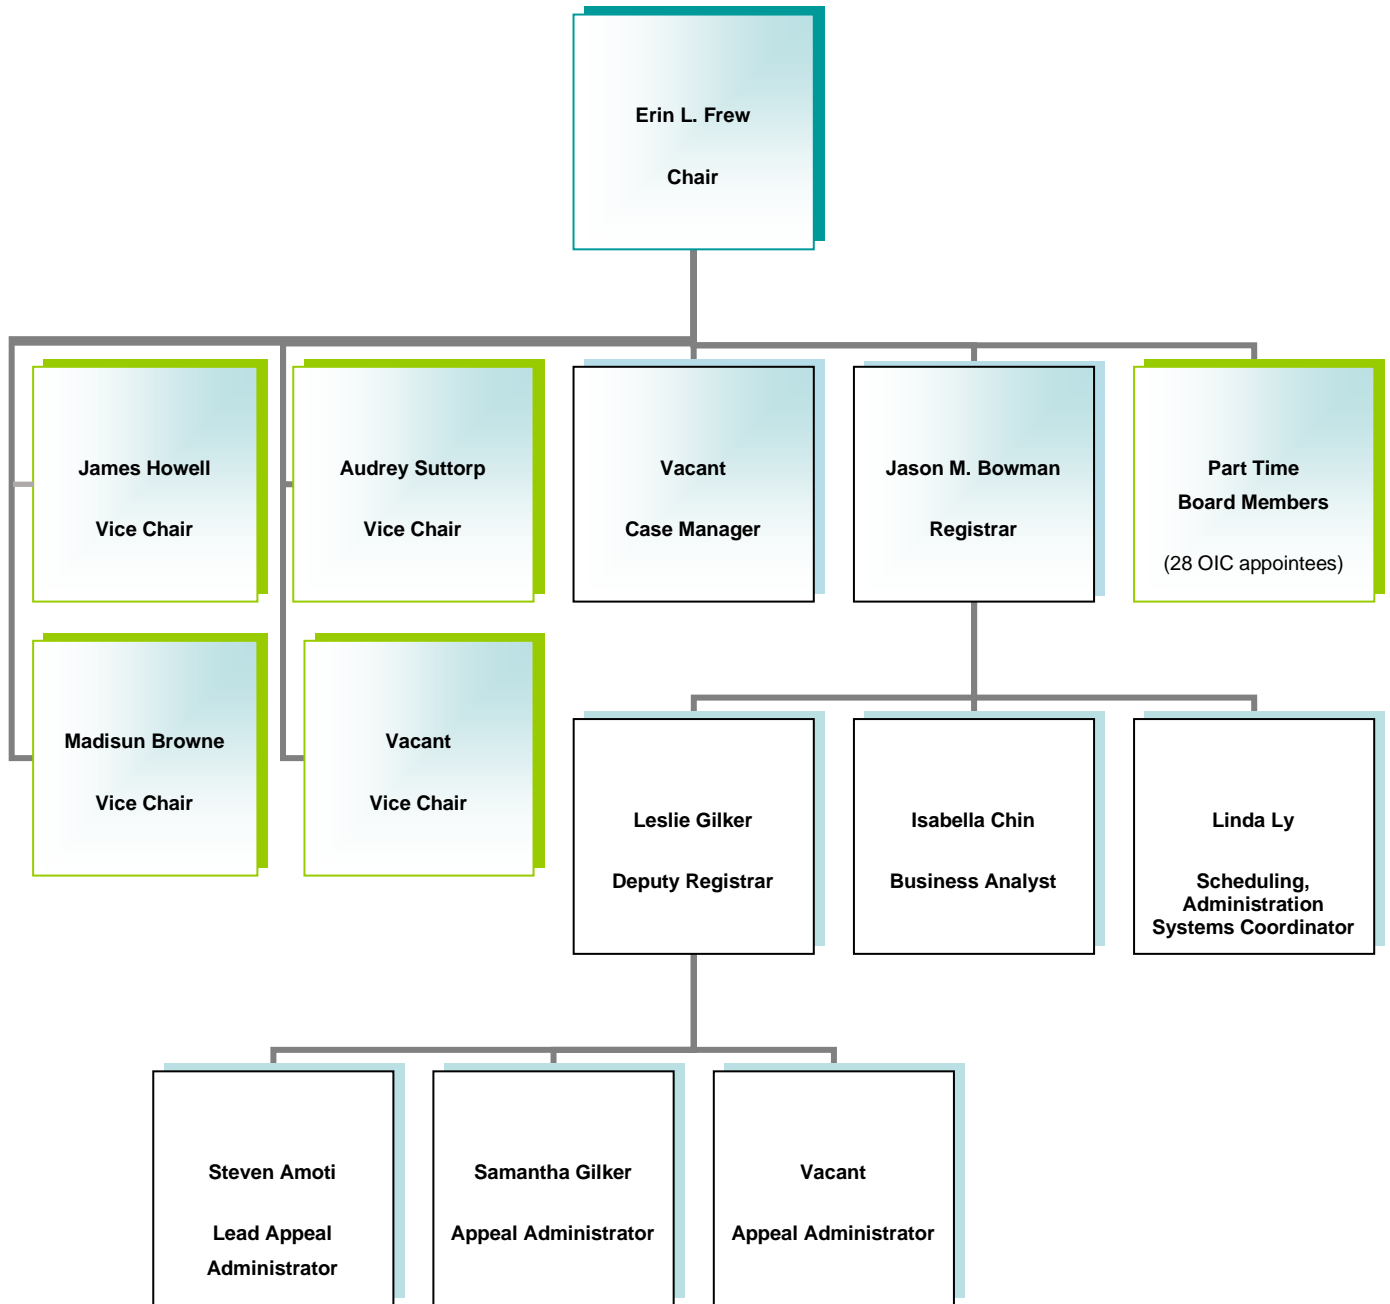 Erin L. Frew
Chair
James Howell
Vice Chair
Audrey Suttorp
Vice Chair
Vacant
Case Manager
Jason M. Bowman
Registrar
Part Time
Board Members
(28 OIC appointees)
Madisun Browne
Vice Chair
Vacant
Vice Chair
Leslie Gilker
Deputy Registrar
Isabella Chin
Business Analyst
Linda Ly
Scheduling,
Administration
Systems Coordinator
Steven Amoti
Lead Appeal
Administrator
Samantha Gilker
Appeal Administrator
Vacant
Appeal Administrator